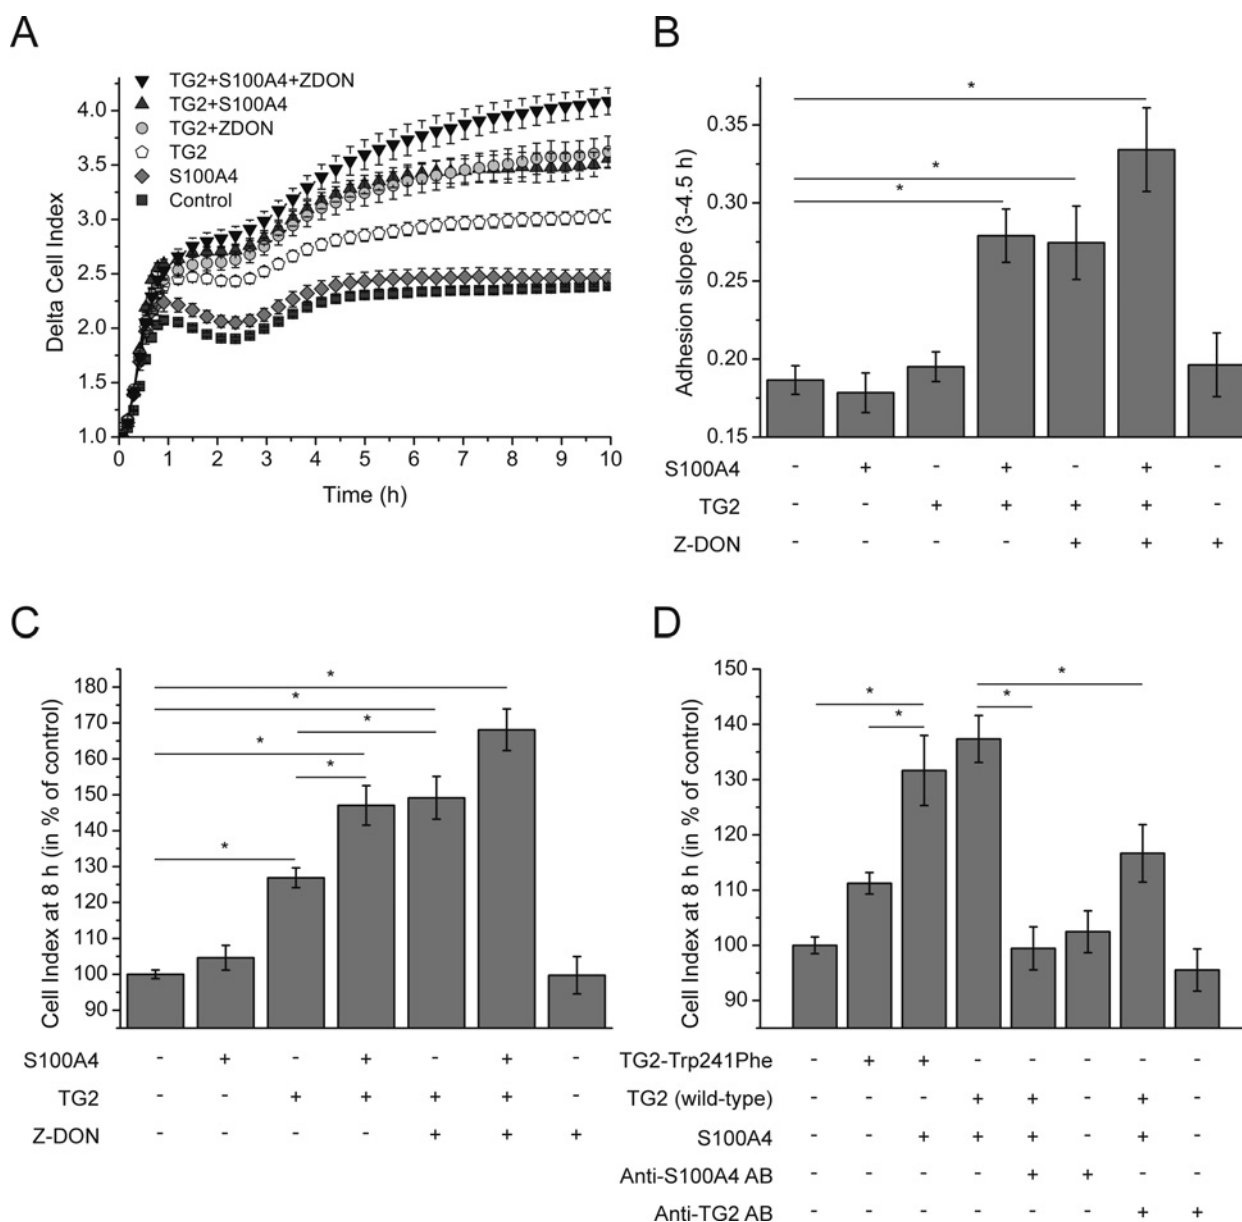 A
TG2+S100A4+ZDON
TG2+S100A4
TG2+ZDON
TG2
S100A4
Control
4.0
3.5
3.0
2.5
2.0
1.5
1.0
Delta Cell Index
0 1 2 3 4 5 6 7 8 9 10
Time (h)
B
0.35
0.30
0.25
0.20
0.15
Adhesion slope (3-4.5 h)
* * *
S100A4 - + - + - + -
TG2 - - + + + + -
Z-DON - - - - + + +
C
180
170
160
150
140
130
120
110
100
90
Cell Index at 8 h (in % of control)
* * * * * *
S100A4 - + - + - + -
TG2 - - + + + + -
Z-DON - - - - + + +
D
150
140
130
120
110
100
90
Cell Index at 8 h (in % of control)
* * * *
TG2-Trp241Phe - + + - - - - -
TG2 (wild-type) - - - + + - + -
S100A4 - - + + + - + -
Anti-S100A4 AB - - - - + + - -
Anti-TG2 AB - - - - - - + +